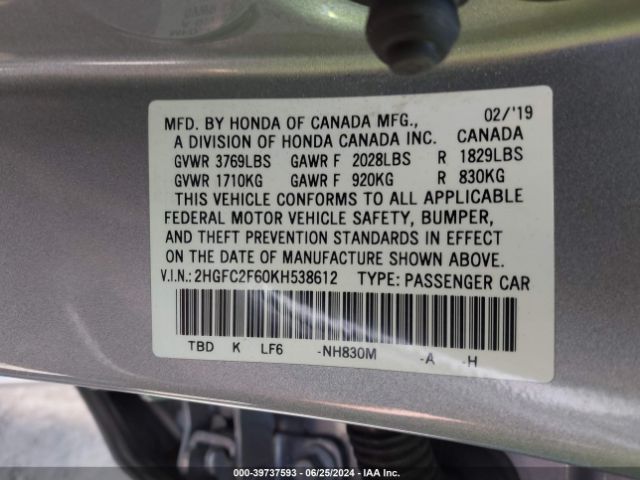 MFD. BY HONDA OF CANADA MFG., 02/'19
A DIVISION OF HONDA CANADA INC. CANADA
GVWR 3769LBS GAWR F 2028LBS R 1829LBS
GVWR 1710KG GAWR F 920KG R 830KG
THIS VEHICLE CONFORMS TO ALL APPLICABLE
FEDERAL MOTOR VEHICLE SAFETY, BUMPER,
AND THEFT PREVENTION STANDARDS IN EFFECT
ON THE DATE OF MANUFACTURE SHOWN ABOVE.
V.I.N.: 2HGFC2F60KH538612 TYPE: PASSENGER CAR
TBD K LF6 -NH830M -A -H
000-39737593 - 06/25/2024 - IAA Inc.